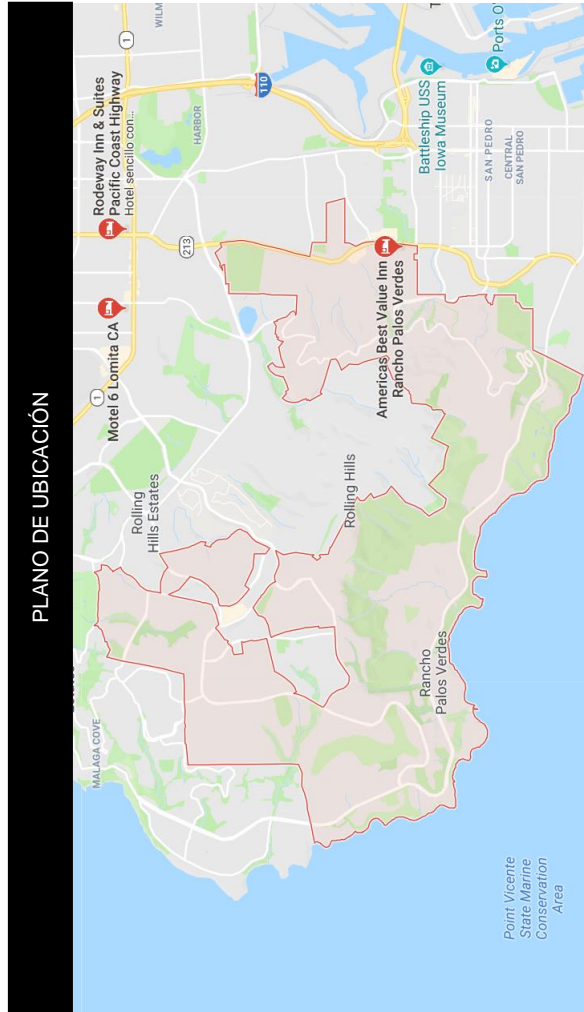 PLANO DE UBICACIÓN
MALAGA COVE
Rolling
Hills Estates
Motel 6 Lomita CA
Rodeway Inn & Suites
Pacific Coast Highway
Hotel sencillo con...
1
1
213
110
HARBOR
WILM
Rolling Hills
Americas Best Value Inn
Rancho Palos Verdes
Rancho
Palos Verdes
Battleship USS
Iowa Museum
Ports O'
SAN PEDRO
CENTRAL
SAN PEDRO
T
Point Vicente
State Marine
Conservation
Area